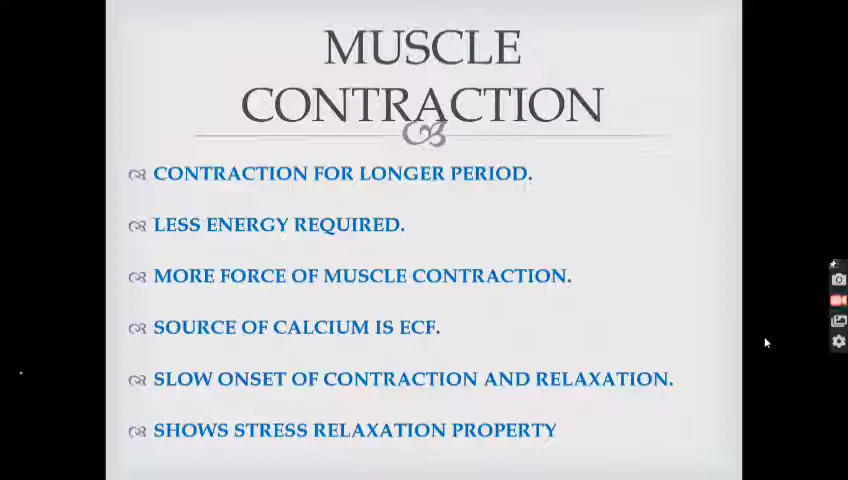 MUSCLE
CONTRACTION
CONTRACTION FOR LONGER PERIOD.
LESS ENERGY REQUIRED.
MORE FORCE OF MUSCLE CONTRACTION.
SOURCE OF CALCIUM IS ECF.
SLOW ONSET OF CONTRACTION AND RELAXATION.
SHOWS STRESS RELAXATION PROPERTY